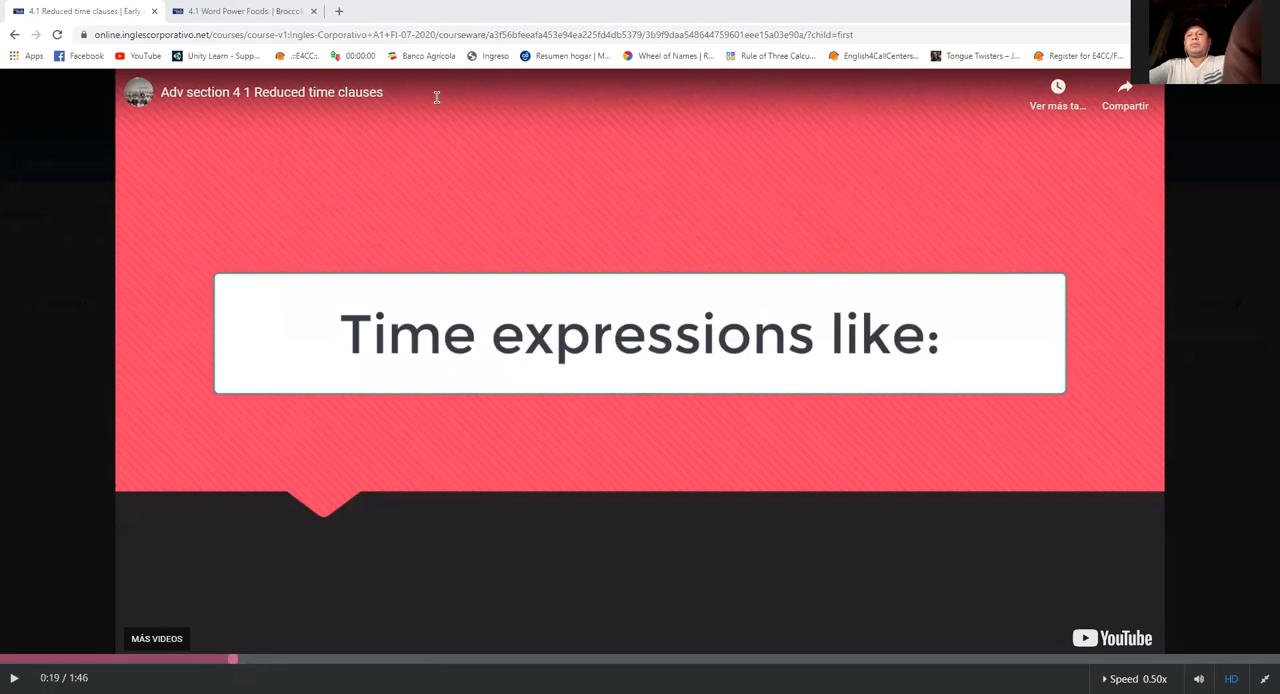 4.1 Reduced time clauses | Early
4.1 Word Power Foods. | Broccoli
online.inglescorporativo.net/courses/course-v1:Ingles-Corporativo+A1+FI-07-2020/courseware/a3f56bfeeafa453e94ea225fd4db5379/3b9f9daa548644759601eee15a03e90a/?child=first
Apps Facebook YouTube Unity Learn - Supp... .::E4CC:. 00:00:00 Banco Agrícola Ingreso Resumen hogar | M... Wheel of Names | R... Rule of Three Calcu... English4CallCenters... Tongue Twisters – J... Register for E4CC/F...
Adv section 4 1 Reduced time clauses
Ver más ta... Compartir
Time expressions like:
MÁS VIDEOS
YouTube
0:19 / 1:46
Speed 0.50x HD